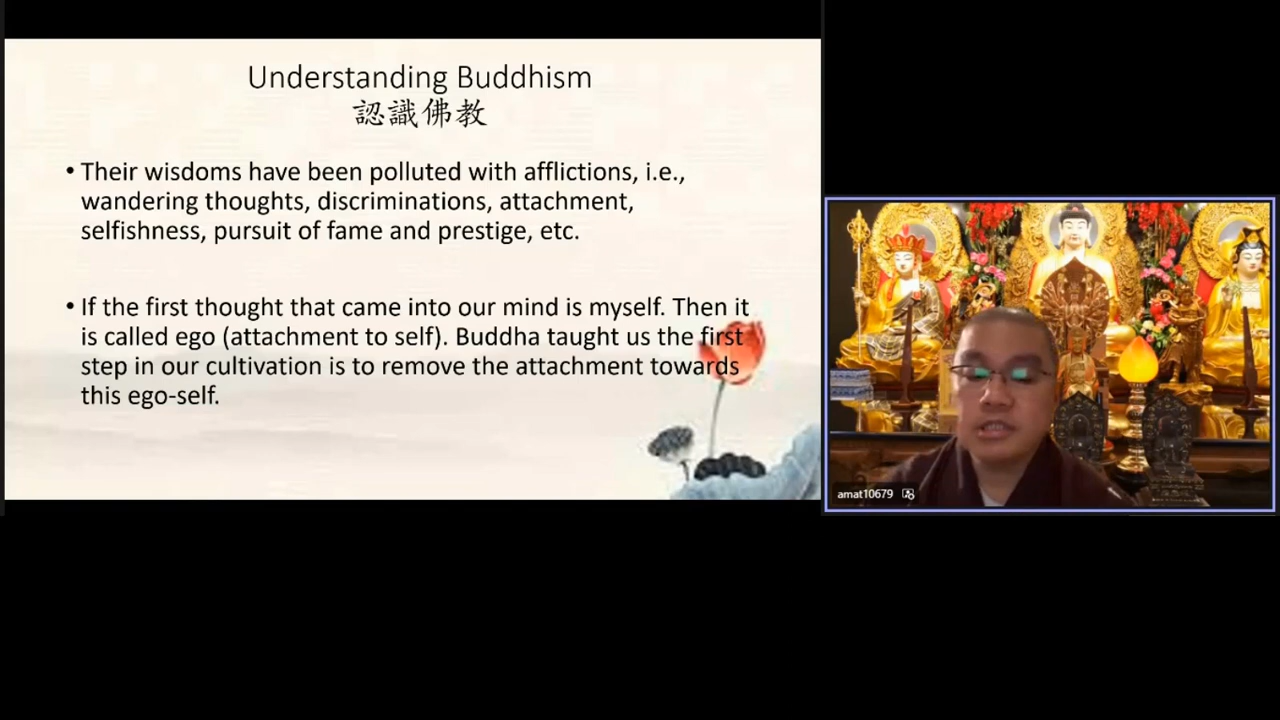 Understanding Buddhism
認識佛教
• Their wisdoms have been polluted with afflictions, i.e.,
wandering thoughts, discriminations, attachment,
selfishness, pursuit of fame and prestige, etc.
• If the first thought that came into our mind is myself. Then it
is called ego (attachment to self). Buddha taught us the first
step in our cultivation is to remove the attachment towards
this ego-self.
amat10679